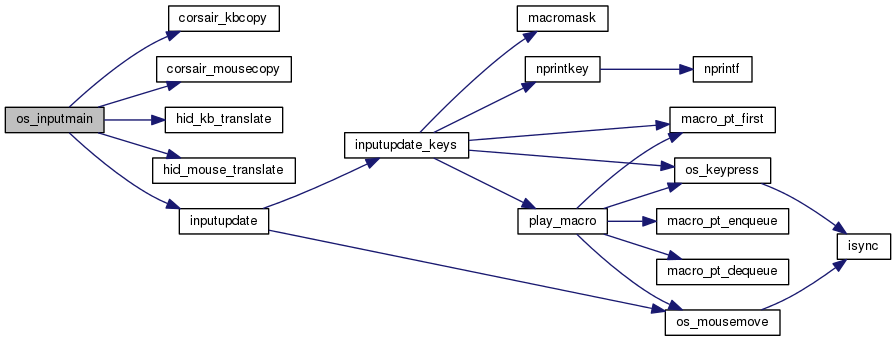 os_inputmain
corsair_kbcopy
corsair_mousecopy
hid_kb_translate
hid_mouse_translate
inputupdate
inputupdate_keys
macromask
nprintkey
play_macro
nprintf
macro_pt_first
os_keypress
macro_pt_enqueue
macro_pt_dequeue
os_mousemove
isync